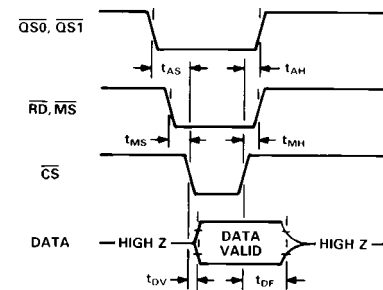 QS0, QS1
tAS
tAH
RD, MS
tMS
tMH
CS
DATA
HIGH Z
DATA VALID
HIGH Z
tDV
tDF